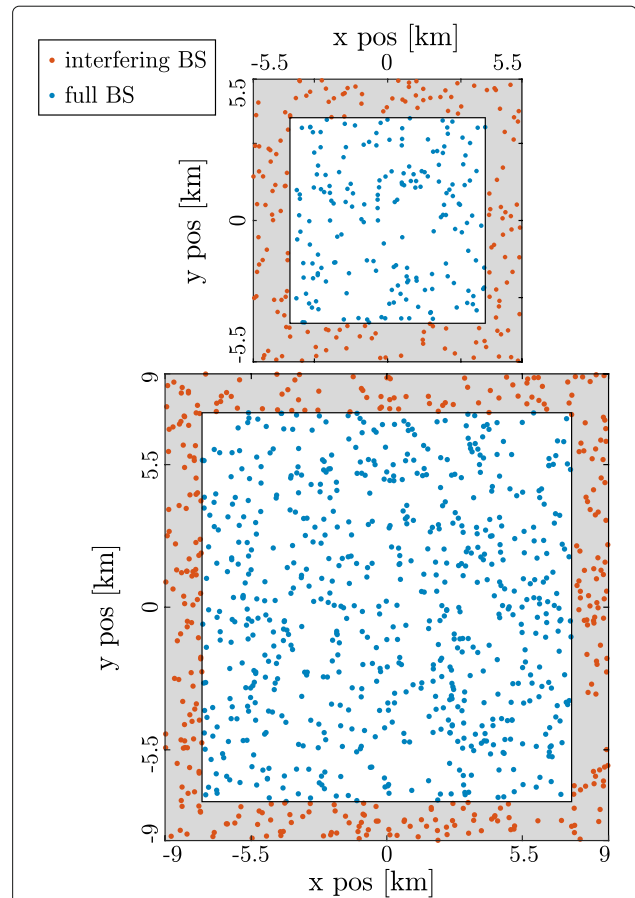 x pos [km]
-5.5 0 5.5
interfering BS
full BS
5.5
0
-5.5
y pos [km]
9
5.5
0
-5.5
-9
y pos [km]
-9 -5.5 0 5.5 9
x pos [km]